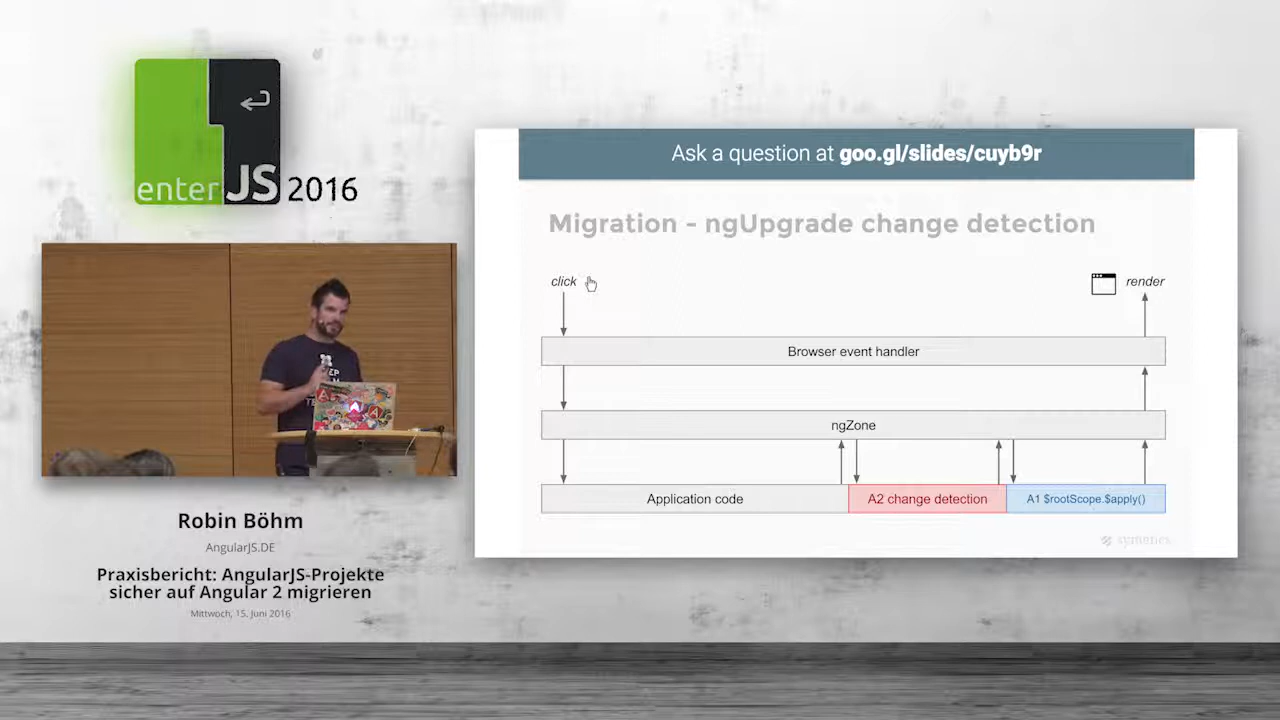 enterJS 2016
Ask a question at goo.gl/slides/cuyb9r
Migration - ngUpgrade change detection
click
render
Browser event handler
ngZone
Application code
A2 change detection
A1 $rootScope.$apply()
Robin Böhm
AngularJS.DE
Praxisbericht: AngularJS-Projekte
sicher auf Angular 2 migrieren
Mittwoch, 15. Juni 2016